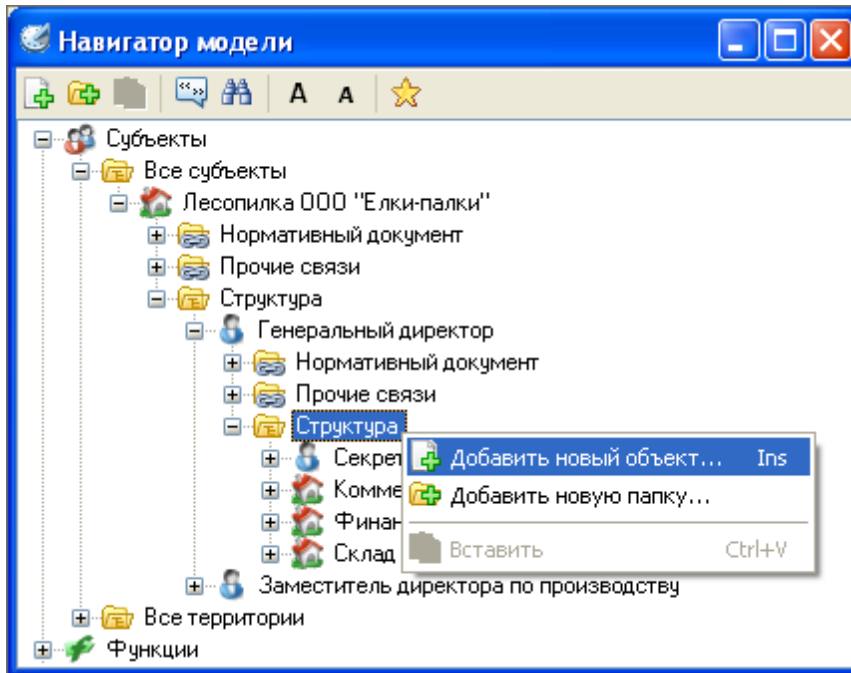 Навигатор модели
A A
Субъекты
Все субъекты
Лесопилка ООО "Елки-палки"
Нормативный документ
Прочие связи
Структура
Генеральный директор
Нормативный документ
Прочие связи
Структура
Добавить новый объект... Ins
Добавить новую папку...
Вставить Ctrl+V
Склад
Заместитель директора по производству
Все территории
Функции